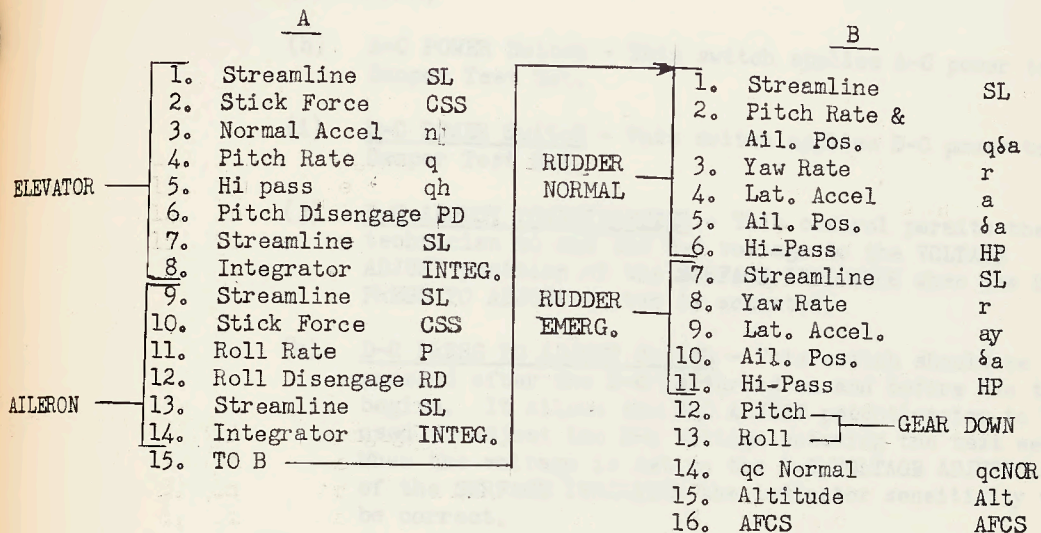 A
1. Streamline SL
2. Stick Force CSS
3. Normal Accel n
4. Pitch Rate q
5. Hi pass qh
6. Pitch Disengage PD
7. Streamline SL
8. Integrator INTEG.
ELEVATOR
9. Streamline SL
10. Stick Force CSS
11. Roll Rate P
12. Roll Disengage RD
13. Streamline SL
14. Integrator INTEG.
AILERON
15. TO B
B
RUDDER
NORMAL
1. Streamline SL
2. Pitch Rate &
Ail. Pos. qδa
3. Yaw Rate r
4. Lat. Accel a
5. Ail. Pos. δa
6. Hi-Pass HP
RUDDER
EMERG.
7. Streamline SL
8. Yaw Rate r
9. Lat. Accel. ay
10. Ail. Pos. δa
11. Hi-Pass HP
12. Pitch
13. Roll
GEAR DOWN
14. qc Normal qcNOR
15. Altitude Alt
16. AFCS AFCS